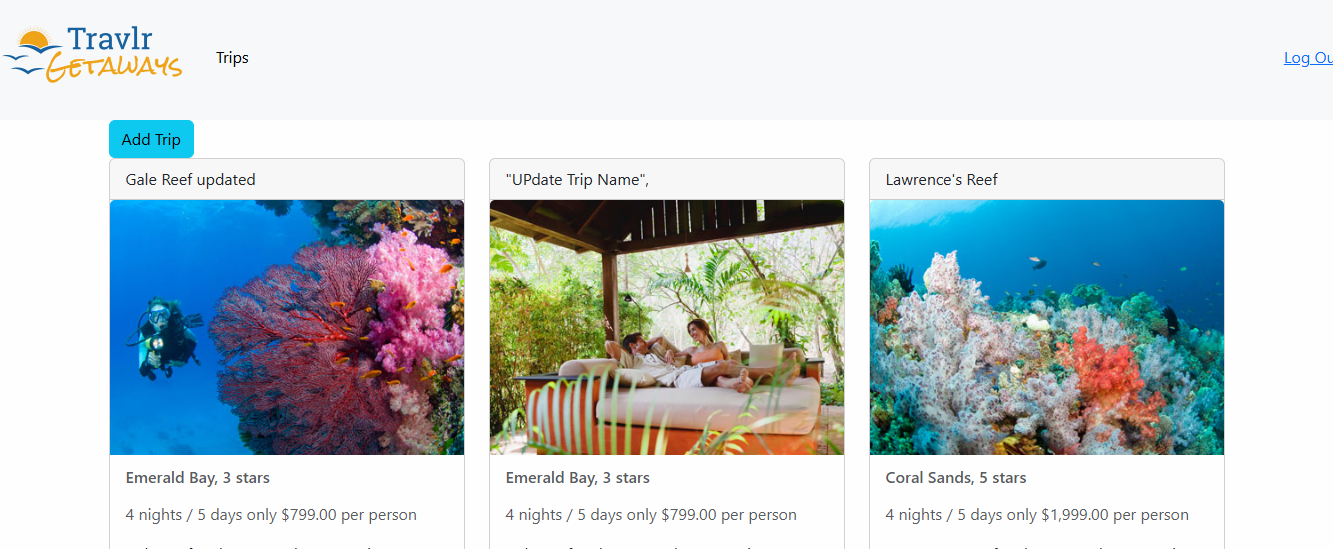 Travlr
GETAWAYS
Trips
Log Ou
Add Trip
Gale Reef updated
"UPdate Trip Name",
Lawrence's Reef
Emerald Bay, 3 stars
Emerald Bay, 3 stars
Coral Sands, 5 stars
4 nights / 5 days only $799.00 per person
4 nights / 5 days only $799.00 per person
4 nights / 5 days only $1,999.00 per person